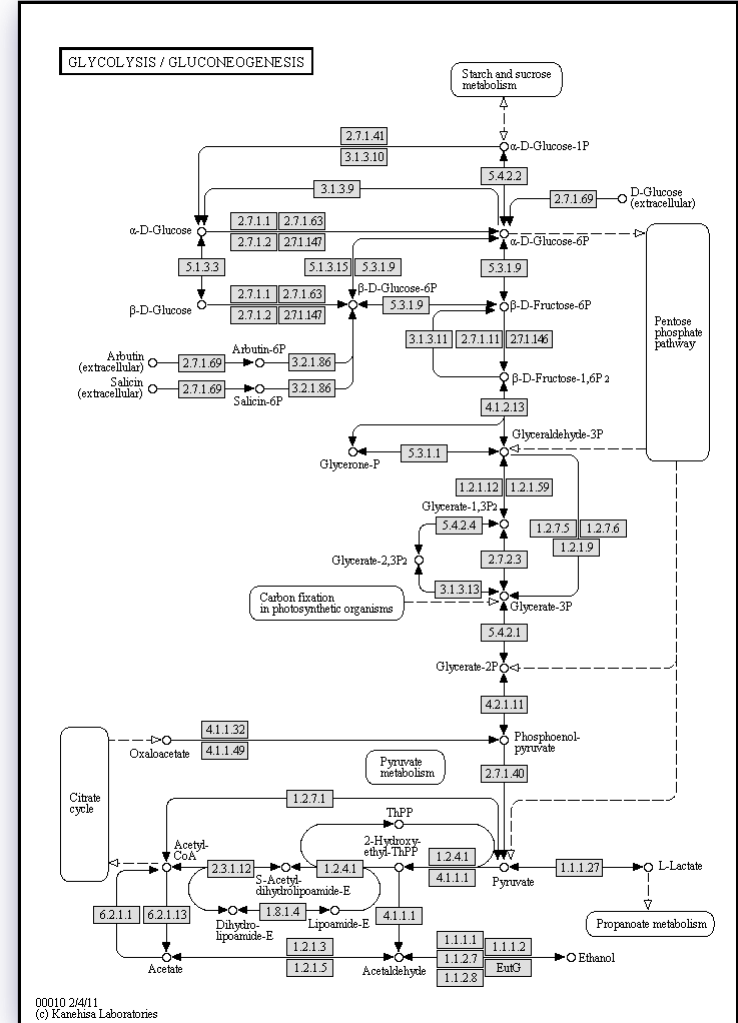 GLYCOLYSIS / GLUCONEOGENESIS
Starch and sucrose
metabolism
2.7.1.41
3.1.3.10
α-D-Glucose-1P
5.4.2.2
3.1.3.9
2.7.1.69
D-Glucose
(extracellular)
α-D-Glucose
2.7.1.1
2.7.1.63
2.7.1.2
2.7.1.147
α-D-Glucose-6P
5.1.3.3
5.1.3.15
5.3.1.9
5.3.1.9
β-D-Glucose-6P
β-D-Glucose
2.7.1.1
2.7.1.63
2.7.1.2
2.7.1.147
5.3.1.9
β-D-Fructose-6P
Pentose
phosphate
pathway
3.1.3.11
2.7.1.11
2.7.1.146
Arbutin
(extracellular)
2.7.1.69
Arbutin-6P
3.2.1.86
Salicin
(extracellular)
2.7.1.69
Salicin-6P
3.2.1.86
β-D-Fructose-1,6P2
4.1.2.13
Glyceraldehyde-3P
Glycerone-P
5.3.1.1
1.2.1.12
1.2.1.59
Glycerate-1,3P2
5.4.2.4
1.2.7.5
1.2.7.6
1.2.1.9
Glycerate-2,3P2
2.7.2.3
3.1.3.13
Carbon fixation
in photosynthetic organisms
Glycerate-3P
5.4.2.1
Glycerate-2P
4.2.1.11
4.1.1.32
4.1.1.49
Oxaloacetate
Phosphoenol-
pyruvate
Pyruvate
metabolism
2.7.1.40
Citrate
cycle
1.2.7.1
ThPP
Acetyl-
CoA
2-Hydroxy-
ethyl-ThPP
2.3.1.12
S-Acetyl-
dihydrolipoamide-E
1.2.4.1
1.2.4.1
4.1.1.1
Pyruvate
1.1.1.27
L-Lactate
6.2.1.1
6.2.1.13
1.8.1.4
Dihydro-
lipoamide-E
Lipoamide-E
4.1.1.1
Propanoate metabolism
1.2.1.3
1.2.1.5
Acetate
Acetaldehyde
1.1.1.1
1.1.1.2
1.1.2.7
EutG
1.1.2.8
Ethanol
00010 2/4/11
(c) Kanehisa Laboratories